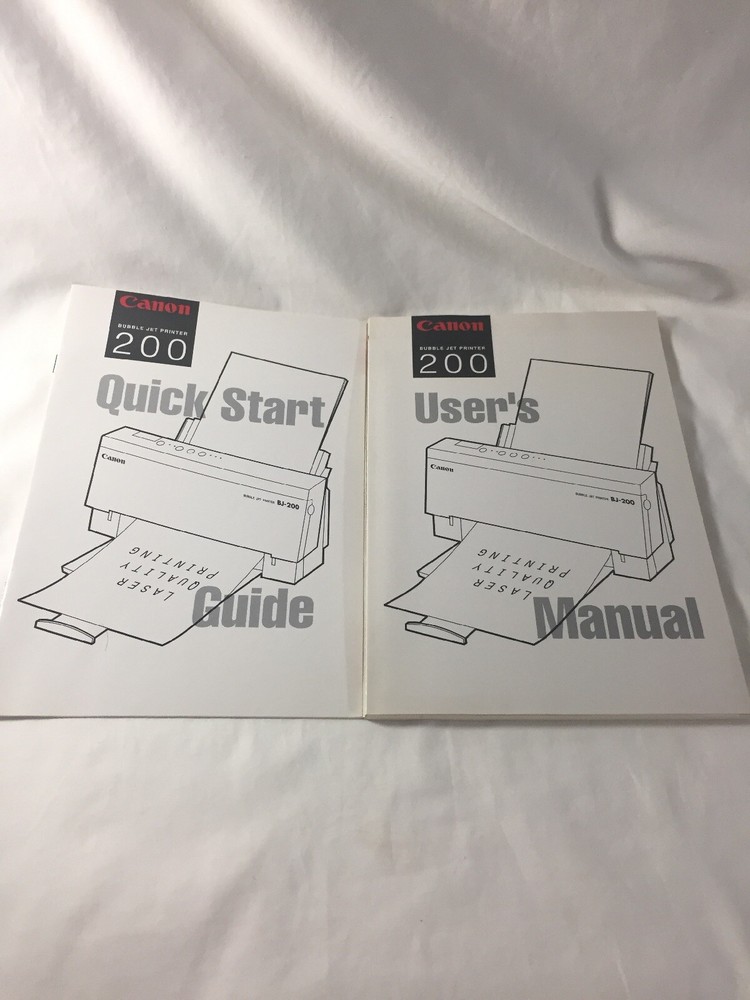 Canon
BUBBLE JET PRINTER
200
Quick Start
Canon
BUBBLE JET PRINTER BJ-200
LASER
QUALITY
PRINTING
Guide
Canon
BUBBLE JET PRINTER
200
User's
Canon
BUBBLE JET PRINTER BJ-200
LASER
QUALITY
PRINTING
Manual